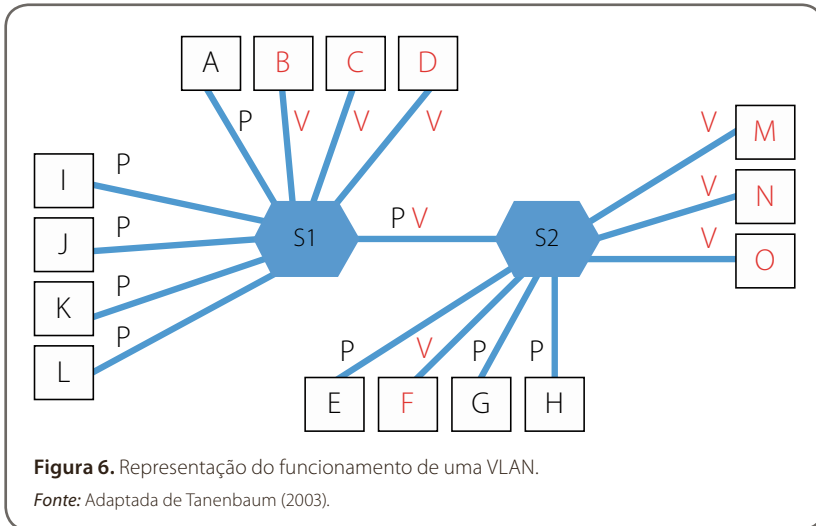 A B C D
P V V V
M
V
I P
N
V
J P
S1 P V S2
O
V
K P
L P
P V P P
E F G H
Figura 6. Representação do funcionamento de uma VLAN.
Fonte: Adaptada de Tanenbaum (2003).